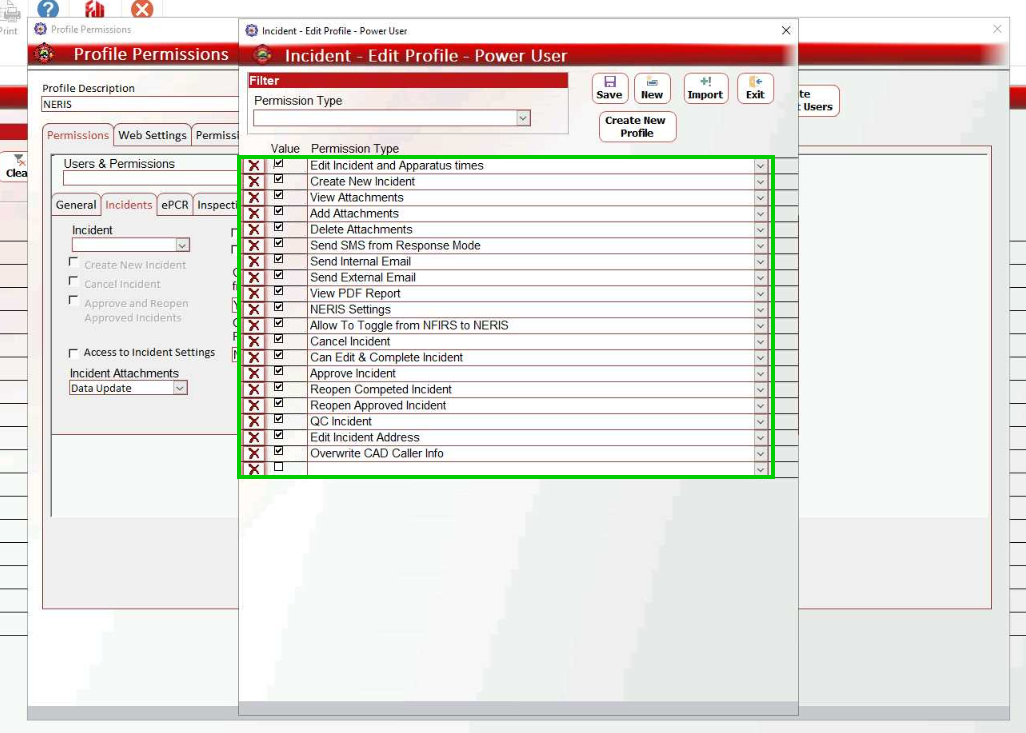 Print
Profile Permissions
Profile Permissions
Profile Description
NERIS
Permissions
Web Settings
Users & Permissions
General
Incidents
ePCR
Incident
Create New Incident
Cancel Incident
Approve and Reopen
Approved Incidents
Access to Incident Settings
Incident Attachments
Data Update
Incident - Edit Profile - Power User
Incident - Edit Profile - Power User
Filter
Permission Type
Save
New
Import
Exit
Create New
Profile
Users
Value Permission Type
Edit Incident and Apparatus times
Create New Incident
View Attachments
Add Attachments
Delete Attachments
Send SMS from Response Mode
Send Internal Email
Send External Email
View PDF Report
NERIS Settings
Allow To Toggle from NFIRS to NERIS
Cancel Incident
Can Edit & Complete Incident
Approve Incident
Reopen Competed Incident
Reopen Approved Incident
QC Incident
Edit Incident Address
Overwrite CAD Caller Info